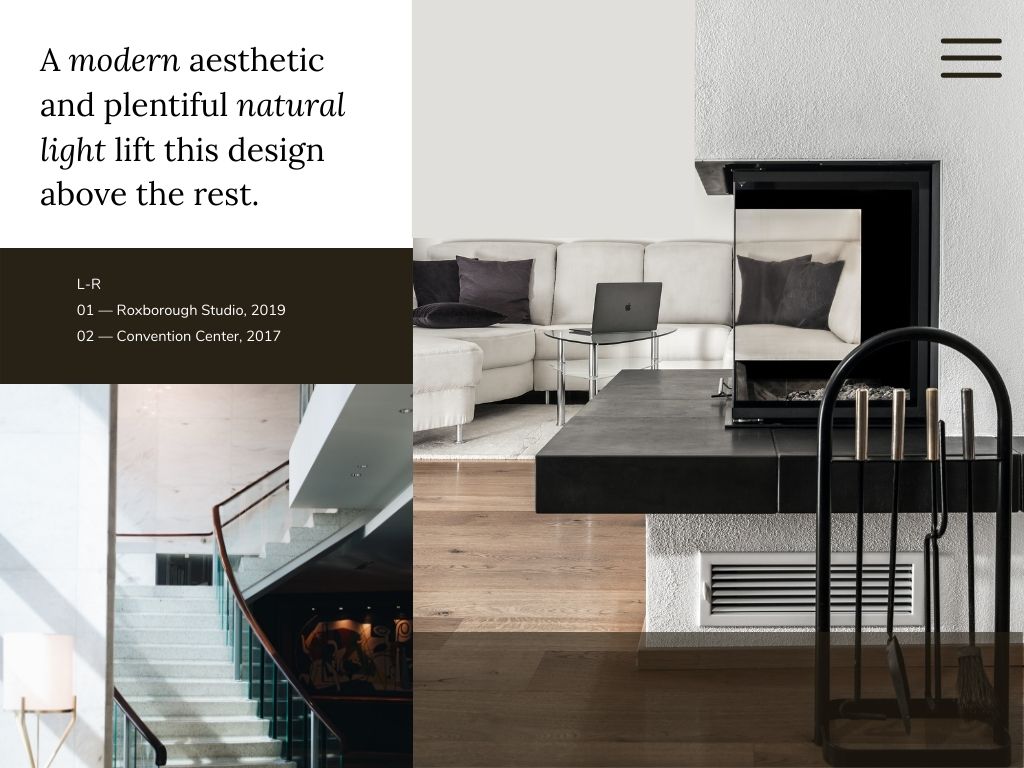 A modern aesthetic
and plentiful natural
light lift this design
above the rest.
L-R
01 — Roxborough Studio, 2019
02 — Convention Center, 2017